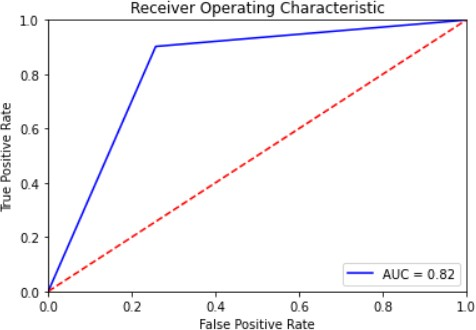 Receiver Operating Characteristic
True Positive Rate
1.0
0.8
0.6
0.4
0.2
0.0
AUC = 0.82
0.0 0.2 0.4 0.6 0.8 1.0
False Positive Rate